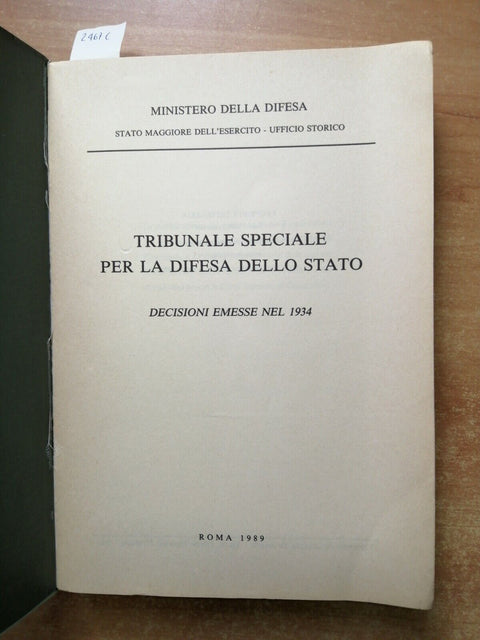 2467 C
MINISTERO DELLA DIFESA
STATO MAGGIORE DELL'ESERCITO - UFFICIO STORICO
TRIBUNALE SPECIALE
PER LA DIFESA DELLO STATO
DECISIONI EMESSE NEL 1934
ROMA 1989